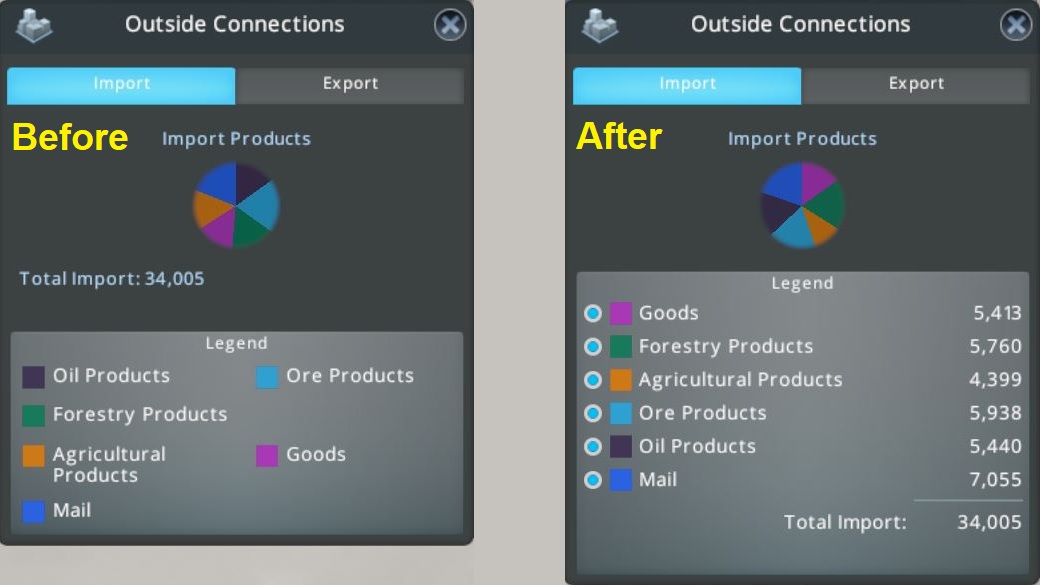 Outside Connections
Import Export
Before Import Products
Total Import: 34,005
Legend
Oil Products Ore Products
Forestry Products
Agricultural Goods
Products
Mail
Outside Connections
Import Export
After Import Products
Legend
Goods 5,413
Forestry Products 5,760
Agricultural Products 4,399
Ore Products 5,938
Oil Products 5,440
Mail 7,055
Total Import: 34,005